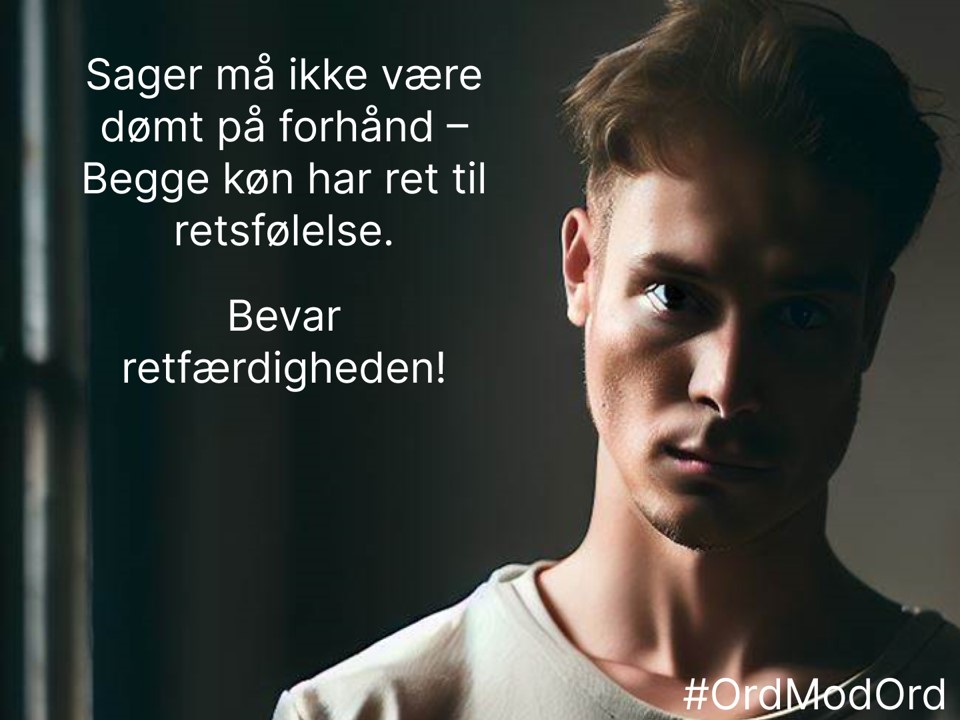 Sager må ikke være
dømt på forhånd –
Begge køn har ret til
retsfølelse.
Bevar
retfærdigheden!
#OrdModOrd